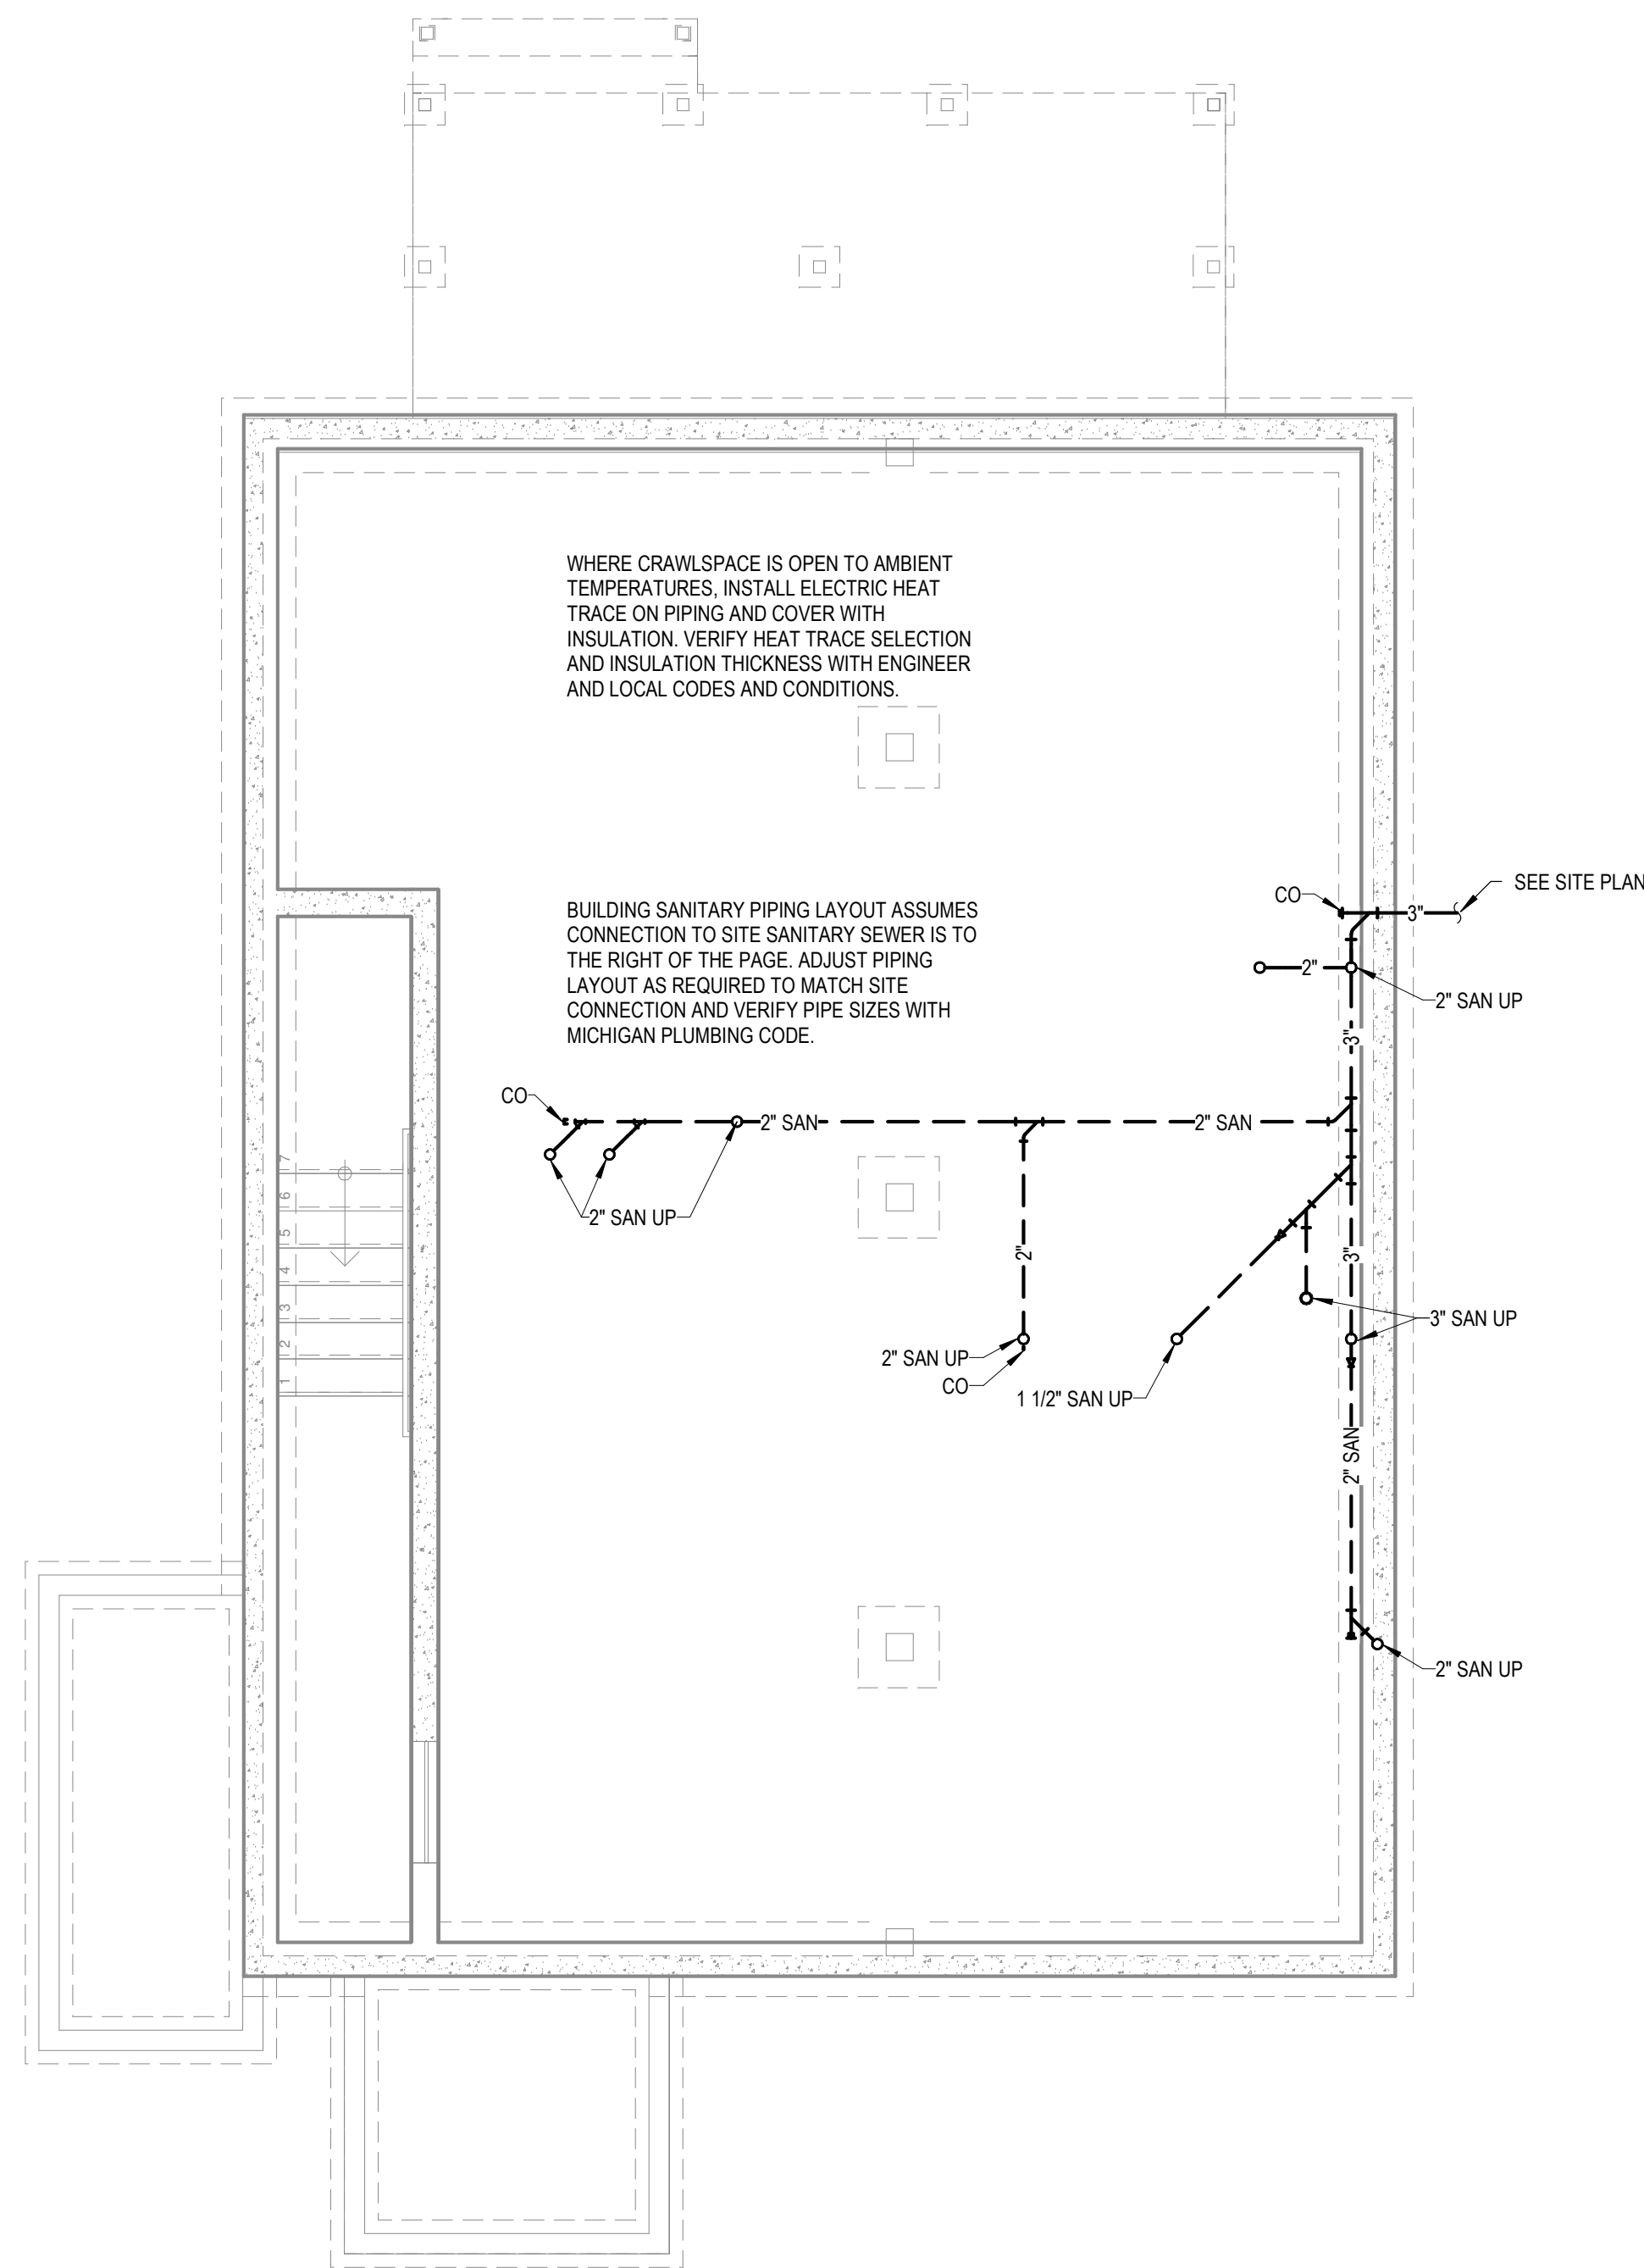 WHERE CRAWLSPACE IS OPEN TO AMBIENT
TEMPERATURES, INSTALL ELECTRIC HEAT
TRACE ON PIPING AND COVER WITH
INSULATION. VERIFY HEAT TRACE SELECTION
AND INSULATION THICKNESS WITH ENGINEER
AND LOCAL CODES AND CONDITIONS.
SEE SITE PLAN
CO
3"
BUILDING SANITARY PIPING LAYOUT ASSUMES
CONNECTION TO SITE SANITARY SEWER IS TO
THE RIGHT OF THE PAGE. ADJUST PIPING
LAYOUT AS REQUIRED TO MATCH SITE
CONNECTION AND VERIFY PIPE SIZES WITH
MICHIGAN PLUMBING CODE.
2"
2" SAN UP
3"
CO
2" SAN
2" SAN
2" SAN UP
7
6
5
4
3
2
1
2"
3"
3" SAN UP
2" SAN UP
CO
1 1/2" SAN UP
2" SAN
2" SAN UP